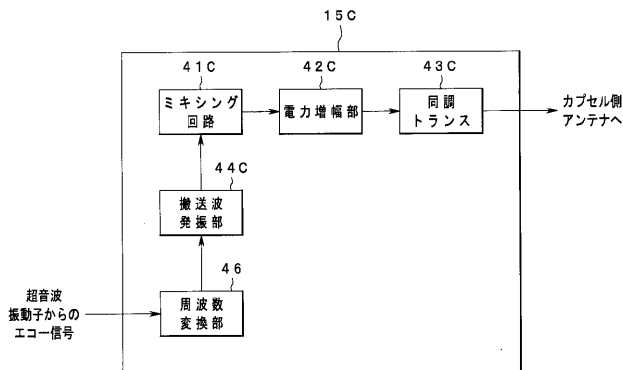 15C
41C
42C
43C
ミキシング
回路
電力増幅部
同調
トランス
カプセル側
アンテナへ
44C
搬送波
発振部
46
超音波
振動子からの
エコー信号
周波数
変換部